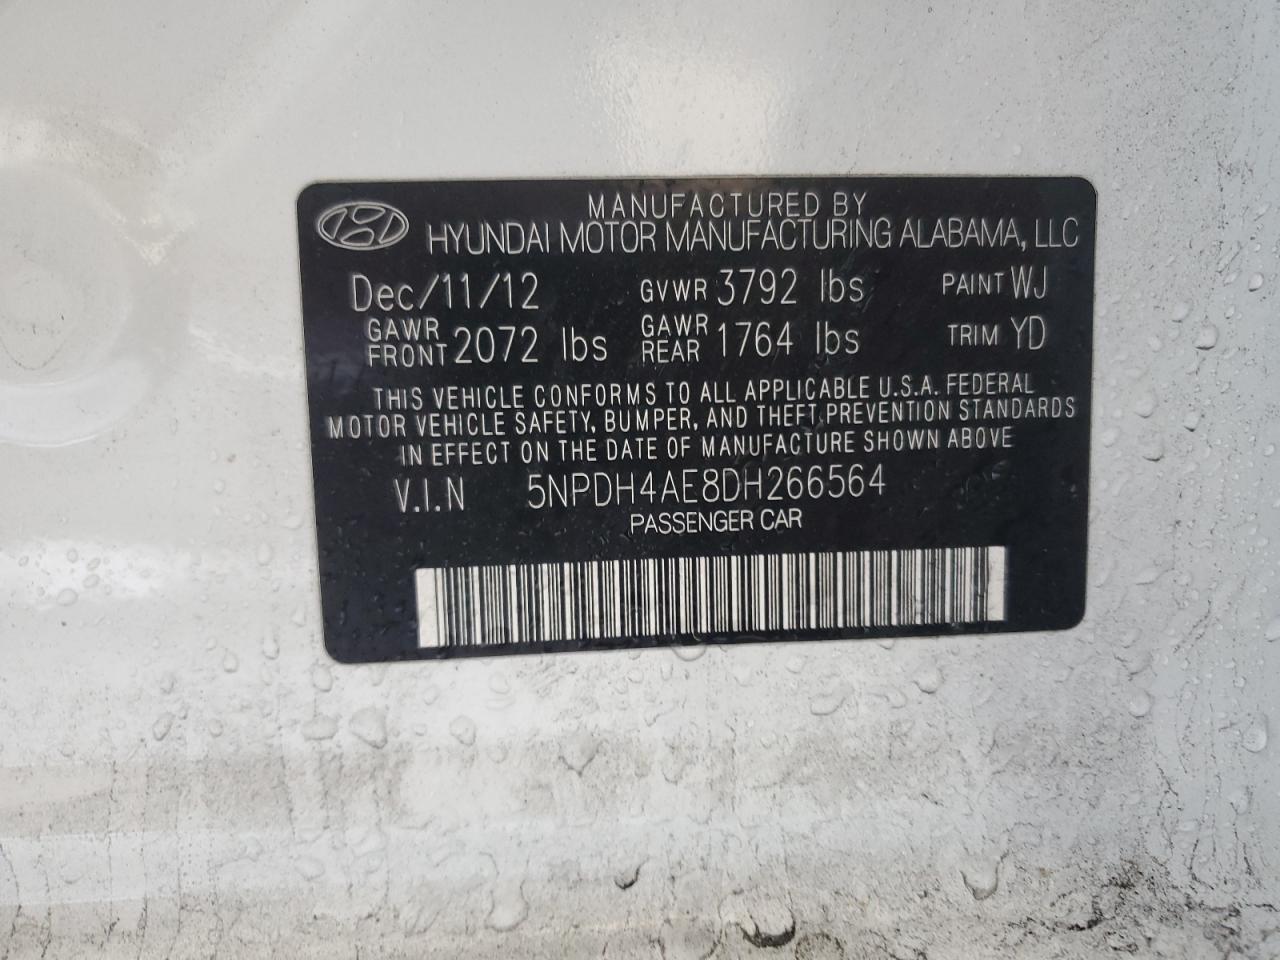 MANUFACTURED BY
HYUNDAI MOTOR MANUFACTURING ALABAMA, LLC
Dec/11/12 GVWR 3792 lbs PAINT WJ
GAWR FRONT 2072 lbs GAWR REAR 1764 lbs TRIM YD
THIS VEHICLE CONFORMS TO ALL APPLICABLE U.S.A. FEDERAL
MOTOR VEHICLE SAFETY, BUMPER, AND THEFT PREVENTION STANDARDS
IN EFFECT ON THE DATE OF MANUFACTURE SHOWN ABOVE
V.I.N 5NPDH4AE8DH266564
PASSENGER CAR